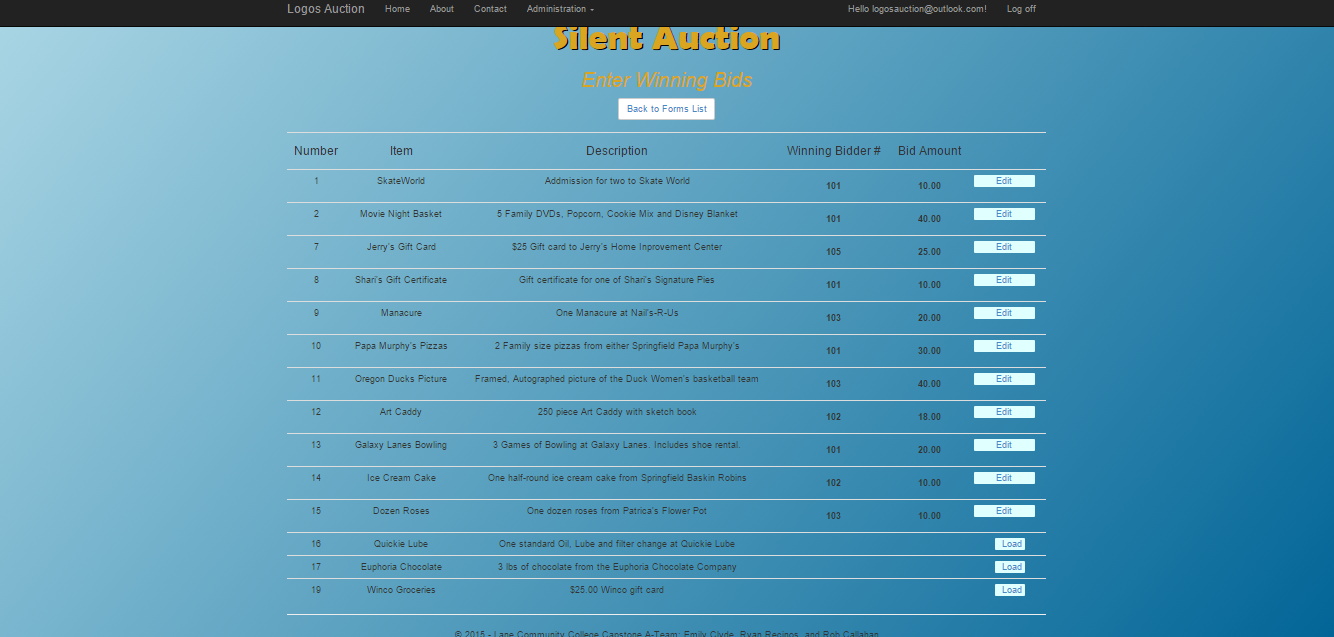 Logos Auction Home About Contact Administration Hello logosauction@outlook.com! Log off
Silent Auction
Enter Winning Bids
Back to Forms List
Number Item Description Winning Bidder # Bid Amount
1 SkateWorld Addmission for two to Skate World 101 10.00 Edit
2 Movie Night Basket 5 Family DVDs, Popcorn, Cookie Mix and Disney Blanket 101 40.00 Edit
7 Jerry's Gift Card $25 Gift card to Jerry's Home Inprovement Center 105 25.00 Edit
8 Shari's Gift Certificate Gift certificate for one of Shari's Signature Pies 101 10.00 Edit
9 Manacure One Manacure at Nail's-R-Us 103 20.00 Edit
10 Papa Murphy's Pizzas 2 Family size pizzas from either Springfield Papa Murphy's 101 30.00 Edit
11 Oregon Ducks Picture Framed, Autographed picture of the Duck Women's basketball team 103 40.00 Edit
12 Art Caddy 250 piece Art Caddy with sketch book 102 18.00 Edit
13 Galaxy Lanes Bowling 3 Games of Bowling at Galaxy Lanes. Includes shoe rental. 101 20.00 Edit
14 Ice Cream Cake One half-round ice cream cake from Springfield Baskin Robins 102 10.00 Edit
15 Dozen Roses One dozen roses from Patrica's Flower Pot 103 10.00 Edit
16 Quickie Lube One standard Oil, Lube and filter change at Quickie Lube Load
17 Euphoria Chocolate 3 lbs of chocolate from the Euphoria Chocolate Company Load
19 Winco Groceries $25.00 Winco gift card Load
© 2015 - Lane Community College Capstone A-Team: Emily Clyde, Ryan Recinos, and Rob Callahan